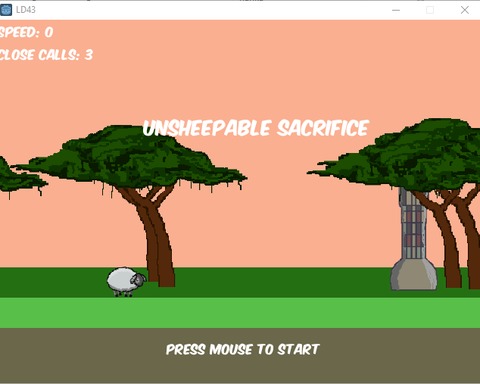 LD43
SPEED: 0
CLOSE CALLS: 3
UNSHEEPABLE SACRIFICE
PRESS MOUSE TO START